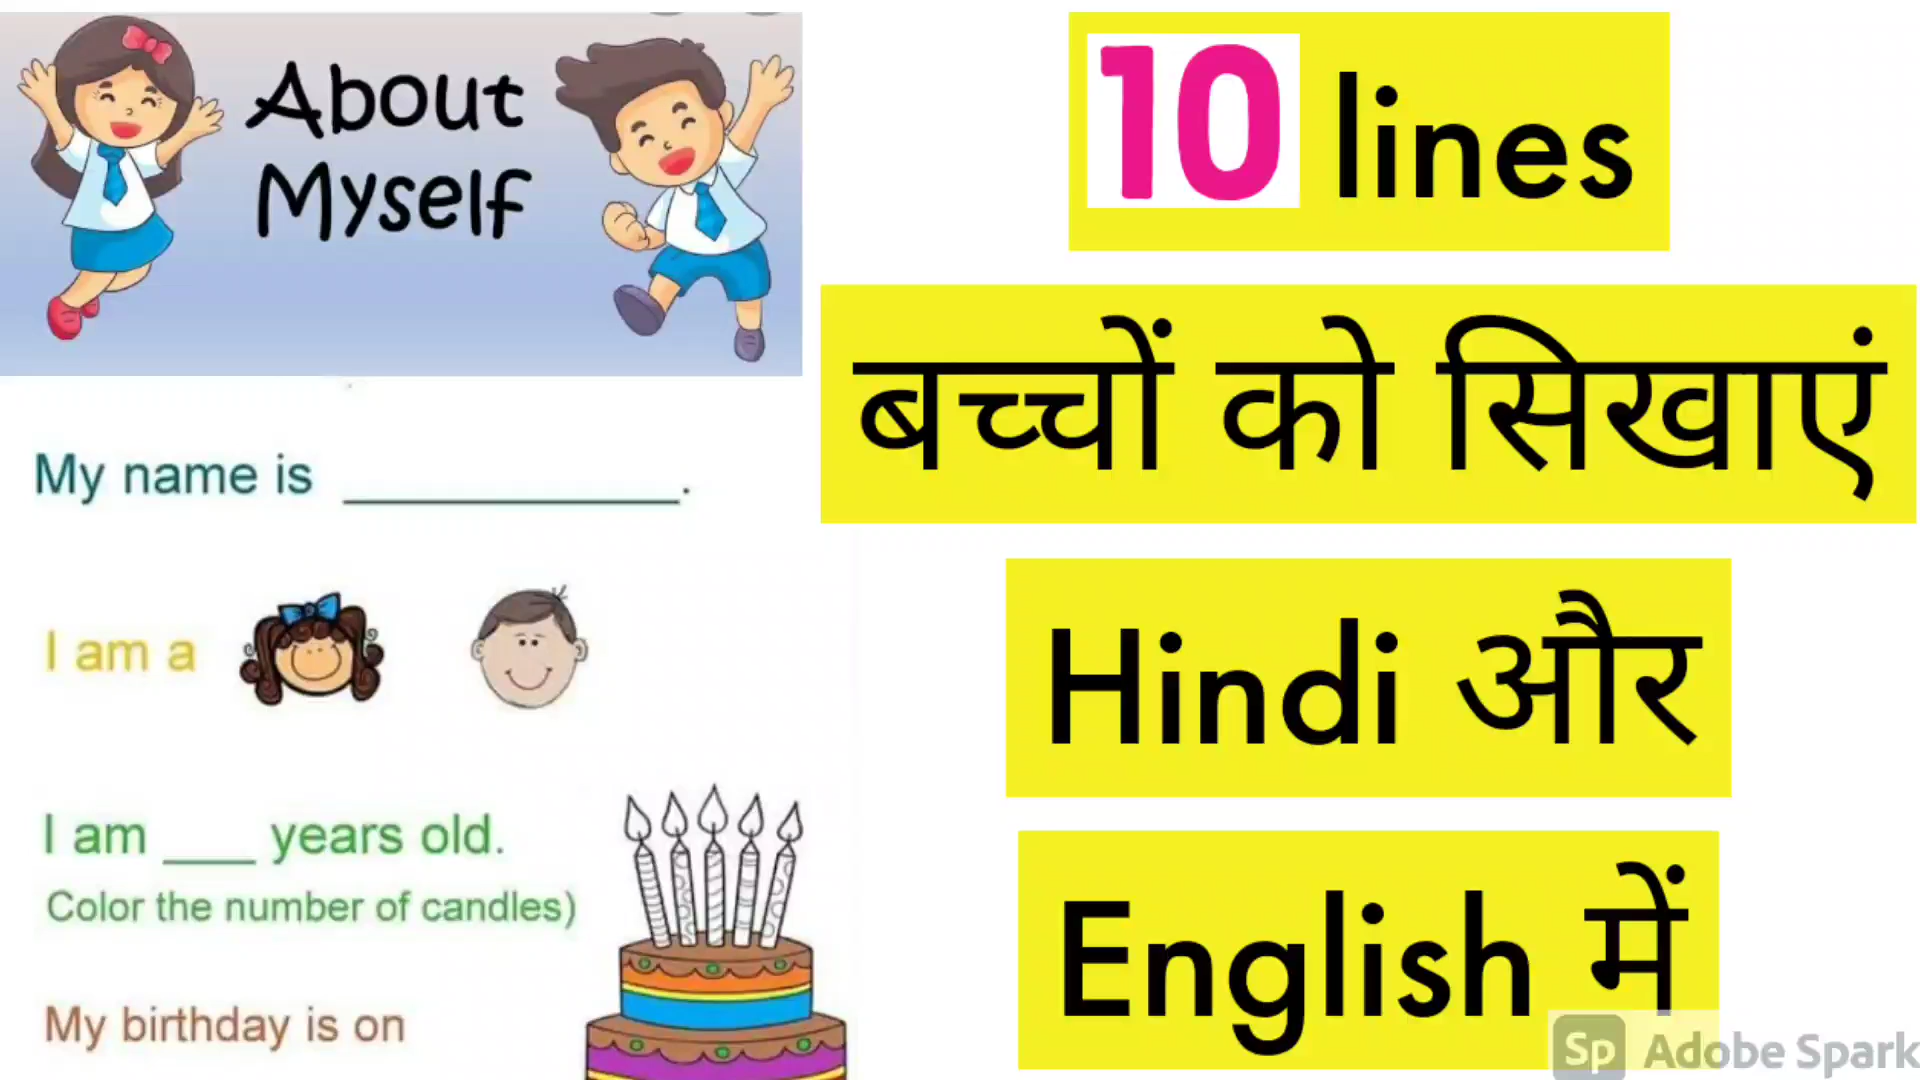 About
Myself
My name is ____________.
I am a
I am ___ years old.
Color the number of candles)
My birthday is on
10 lines
बच्चों को सिखाएं
Hindi और
English में
Sp Adobe Spark